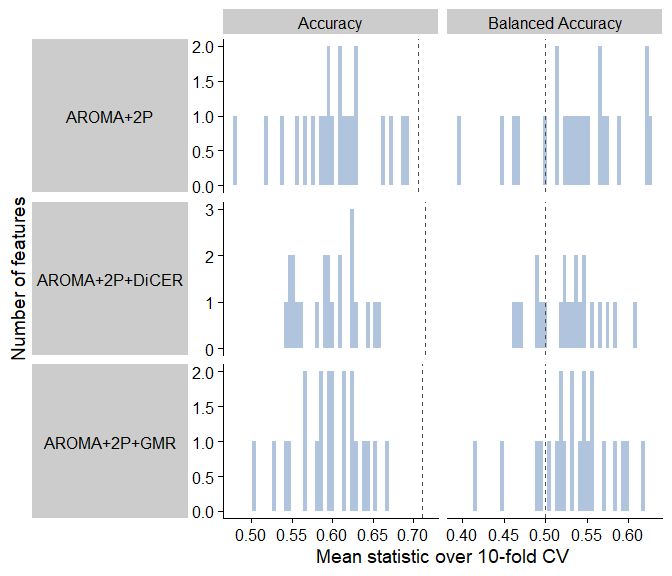 Accuracy
Balanced Accuracy
Number of features
AROMA+2P
2.0
1.5
1.0
0.5
0.0
AROMA+2P+DiCER
3
2
1
0
AROMA+2P+GMR
2.0
1.5
1.0
0.5
0.0
0.50 0.55 0.60 0.65 0.70
0.40 0.45 0.50 0.55 0.60
Mean statistic over 10-fold CV